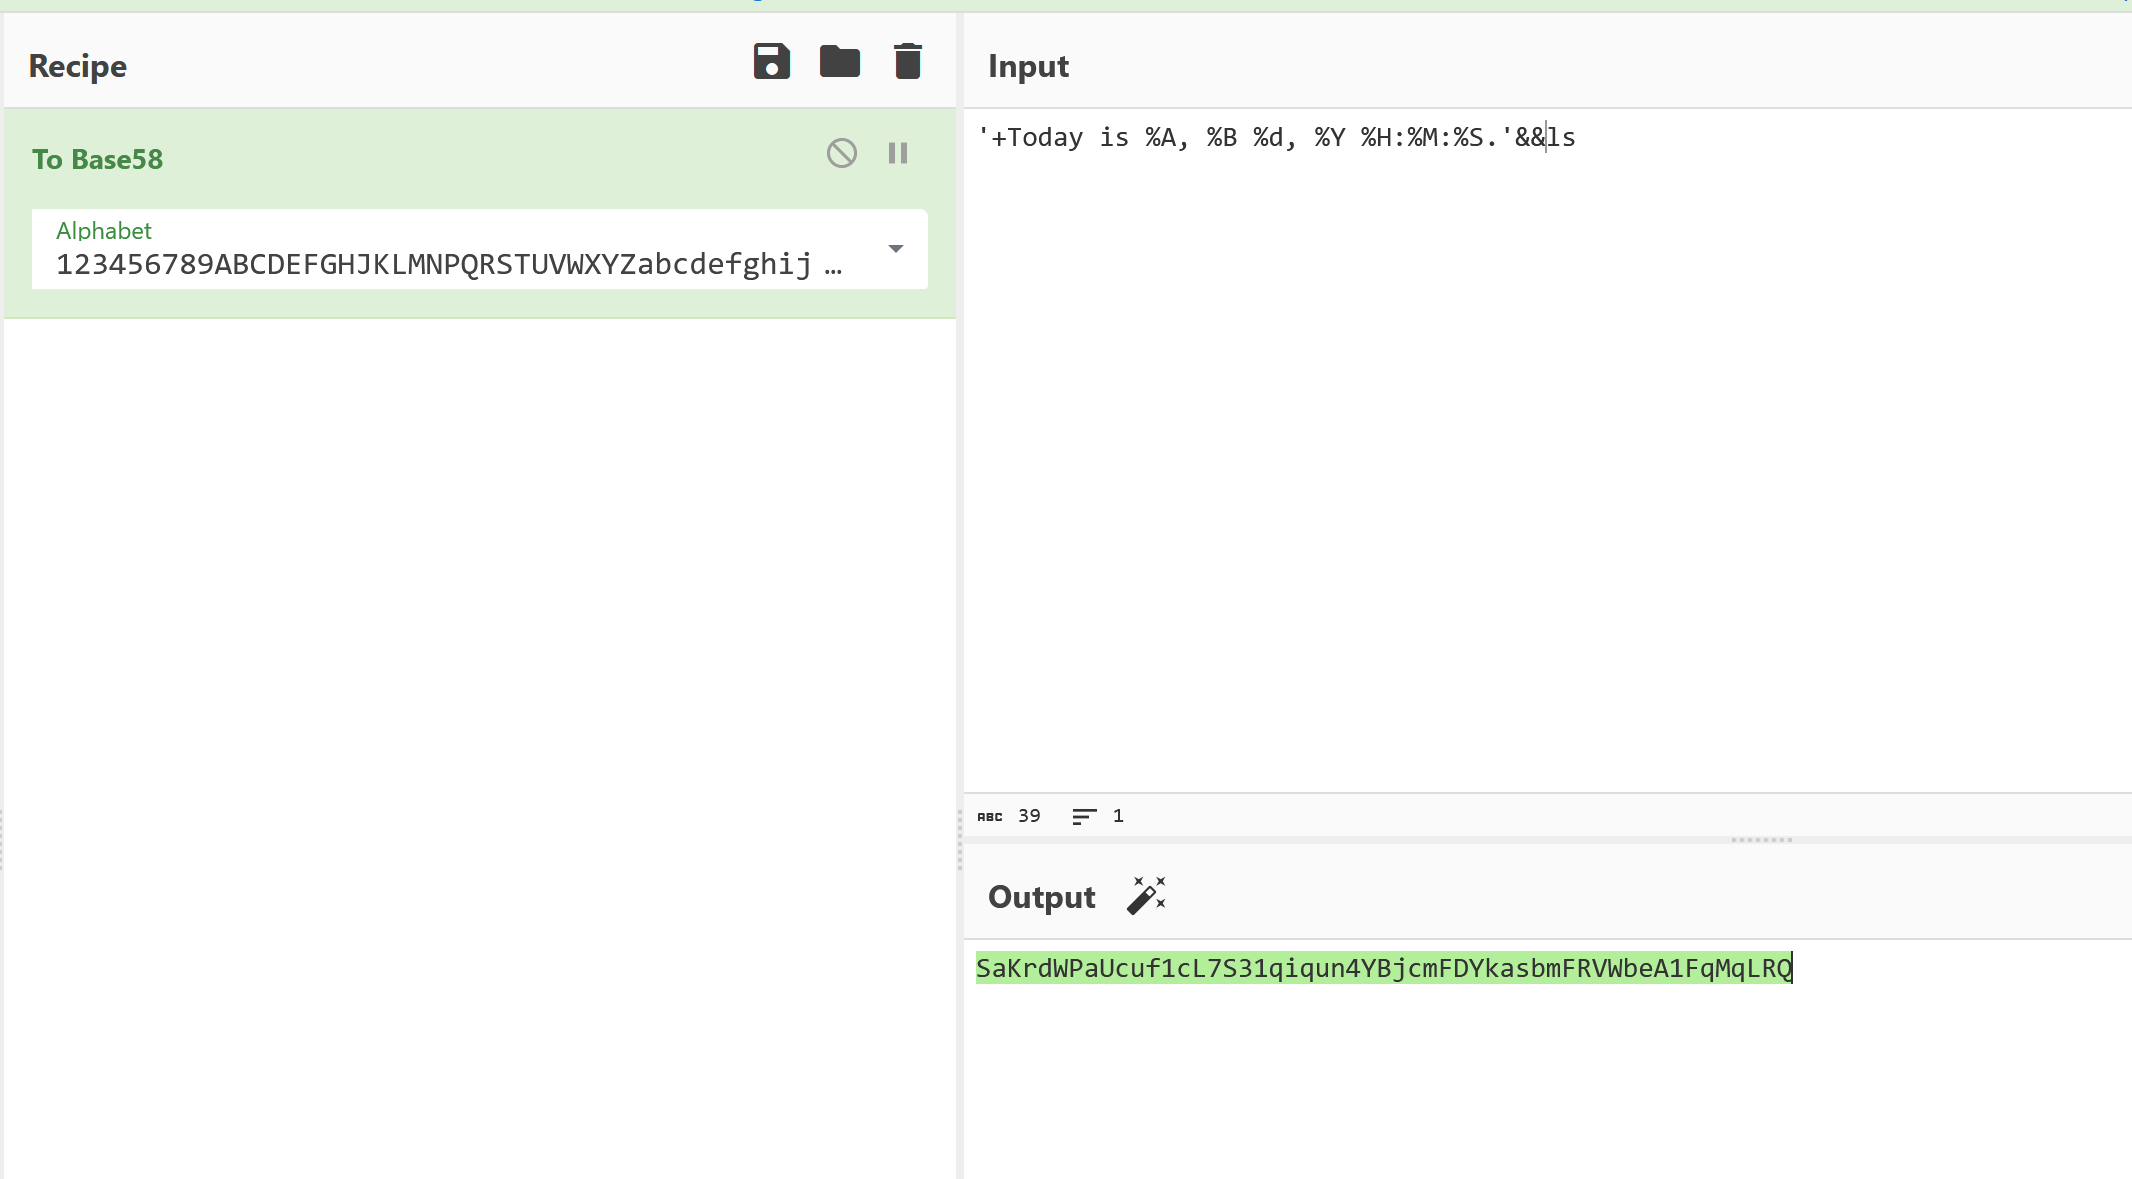 Recipe
To Base58
Alphabet
123456789ABCDEFGHJKLMNPQRSTUVWXYZabcdefghij …
Input
'+Today is %A, %B %d, %Y %H:%M:%S.'&&ls
ABC 39 1
Output
SaKrdWPaUcuf1cL7S31qiqun4YBjcmFDYkasbmFRVWbeA1FqMqLRQ